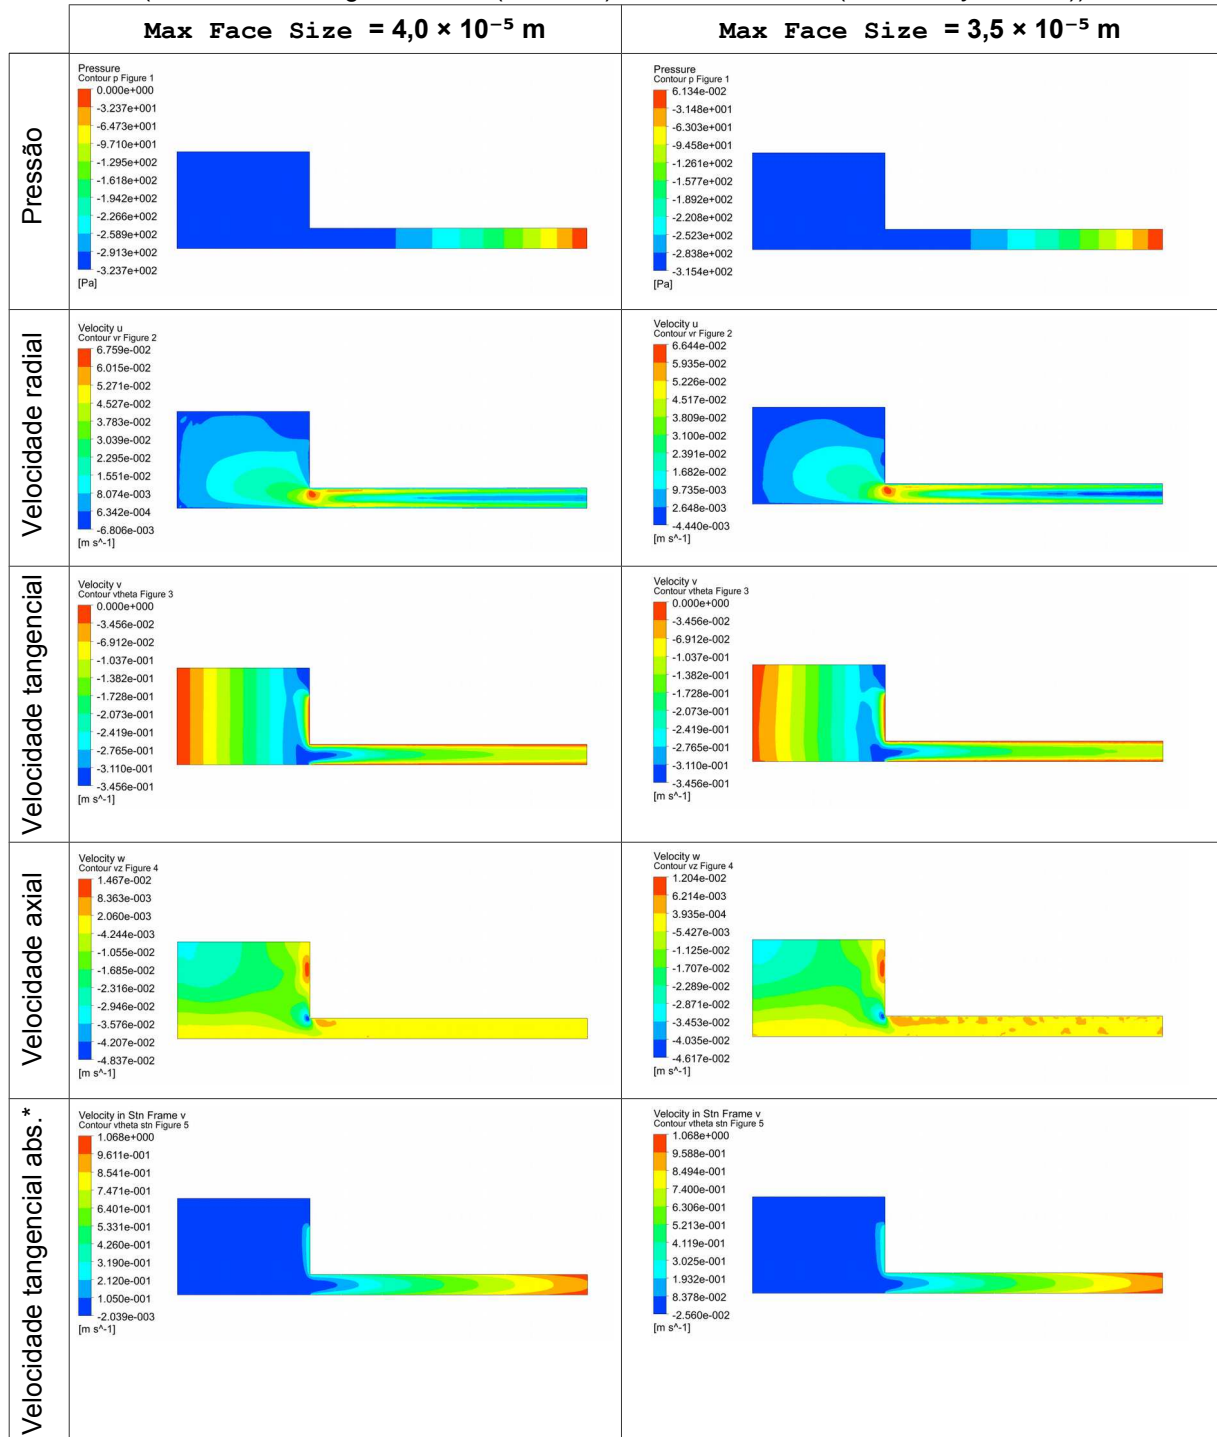 Max Face Size = 4,0 × 10⁻⁵ m
Max Face Size = 3,5 × 10⁻⁵ m
Pressão
Pressure
Contour p Figure 1
0.000e+000
-3.237e+001
-6.473e+001
-9.710e+001
-1.295e+002
-1.618e+002
-1.942e+002
-2.266e+002
-2.589e+002
-2.913e+002
-3.237e+002
[Pa]
Pressure
Contour p Figure 1
6.134e-002
-3.148e+001
-6.303e+001
-9.458e+001
-1.261e+002
-1.577e+002
-1.892e+002
-2.208e+002
-2.523e+002
-2.838e+002
-3.154e+002
[Pa]
Velocidade radial
Velocity u
Contour vr Figure 2
6.759e-002
6.015e-002
5.271e-002
4.527e-002
3.783e-002
3.039e-002
2.295e-002
1.551e-002
8.074e-003
6.342e-004
-6.806e-003
[m s^-1]
Velocity u
Contour vr Figure 2
6.644e-002
5.935e-002
5.226e-002
4.517e-002
3.809e-002
3.100e-002
2.391e-002
1.682e-002
9.735e-003
2.648e-003
-4.440e-003
[m s^-1]
Velocidade tangencial
Velocity v
Contour vtheta Figure 3
0.000e+000
-3.456e-002
-6.912e-002
-1.037e-001
-1.382e-001
-1.728e-001
-2.073e-001
-2.419e-001
-2.765e-001
-3.110e-001
-3.456e-001
[m s^-1]
Velocity v
Contour vtheta Figure 3
0.000e+000
-3.456e-002
-6.912e-002
-1.037e-001
-1.382e-001
-1.728e-001
-2.073e-001
-2.419e-001
-2.765e-001
-3.110e-001
-3.456e-001
[m s^-1]
Velocidade axial
Velocity w
Contour vz Figure 4
1.467e-002
8.363e-003
2.060e-003
-4.244e-003
-1.055e-002
-1.685e-002
-2.316e-002
-2.946e-002
-3.576e-002
-4.207e-002
-4.837e-002
[m s^-1]
Velocity w
Contour vz Figure 4
1.204e-002
6.214e-003
3.935e-004
-5.427e-003
-1.125e-002
-1.707e-002
-2.289e-002
-2.871e-002
-3.453e-002
-4.035e-002
-4.617e-002
[m s^-1]
Velocidade tangencial abs.*
Velocity in Stn Frame v
Contour vtheta stn Figure 5
1.068e+000
9.611e-001
8.541e-001
7.471e-001
6.401e-001
5.331e-001
4.260e-001
3.190e-001
2.120e-001
1.050e-001
-2.039e-003
[m s^-1]
Velocity in Stn Frame v
Contour vtheta stn Figure 5
1.068e+000
9.588e-001
8.494e-001
7.400e-001
6.306e-001
5.213e-001
4.119e-001
3.025e-001
1.932e-001
8.378e-002
-2.560e-002
[m s^-1]